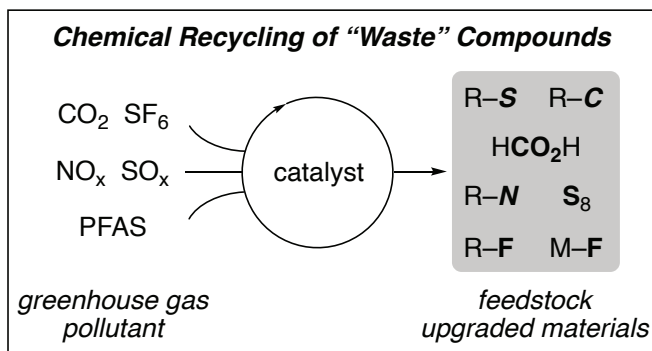 Chemical Recycling of “Waste” Compounds
CO₂ SF₆
NOₓ SOₓ
PFAS
catalyst
R–S R–C
HCO₂H
R–N S₈
R–F M–F
greenhouse gas
pollutant
feedstock
upgraded materials